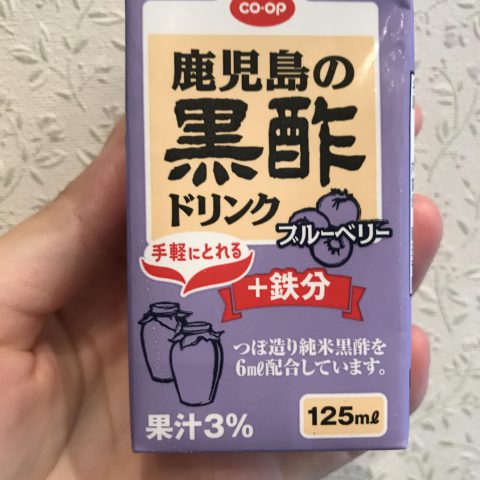 CO·OP
鹿児島の
黒酢
ドリンク
ブルーベリー
手軽にとれる
+鉄分
つぼ造り純米黒酢を
6mℓ配合しています。
果汁3%
125mℓ